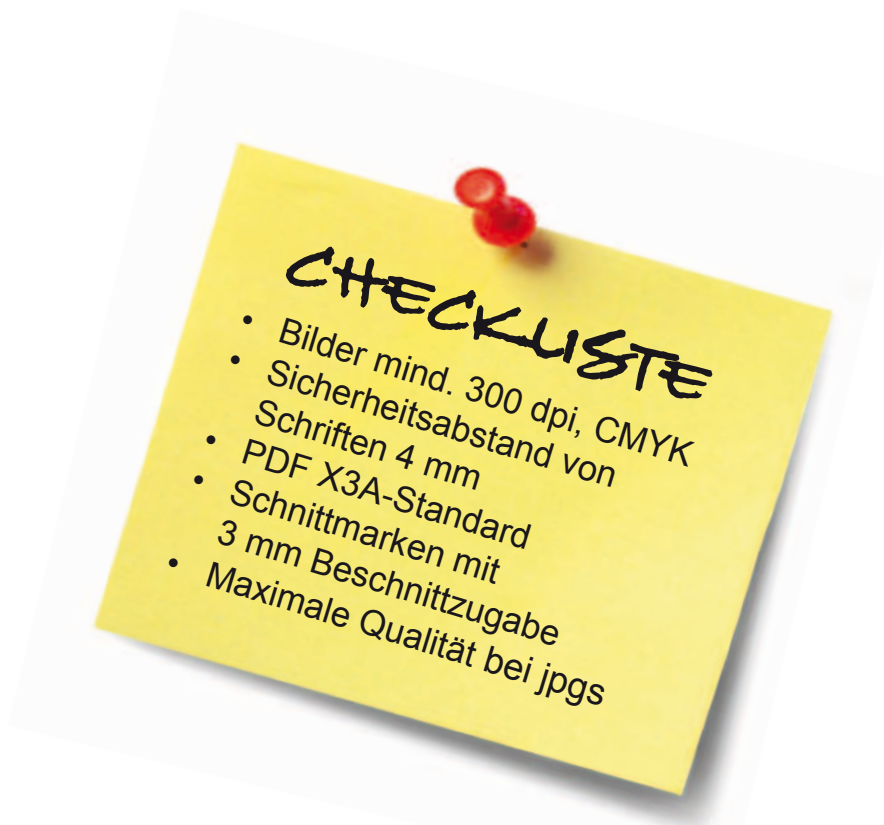 CHECKLISTE
• Bilder mind. 300 dpi, CMYK
• Sicherheitsabstand von
Schriften 4 mm
• PDF X3A-Standard
• Schnittmarken mit
3 mm Beschnittzugabe
• Maximale Qualität bei jpgs